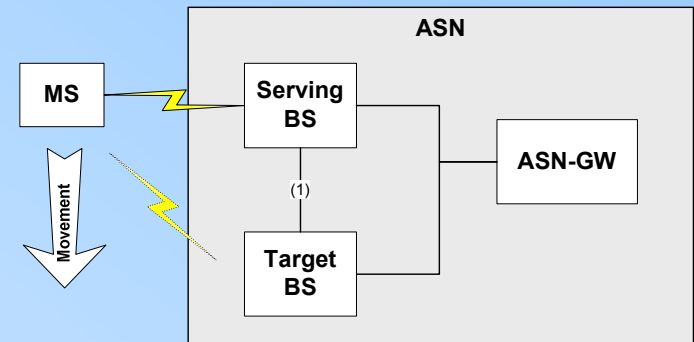 ASN
MS
Serving
BS
ASN-GW
(1)
Movement
Target
BS